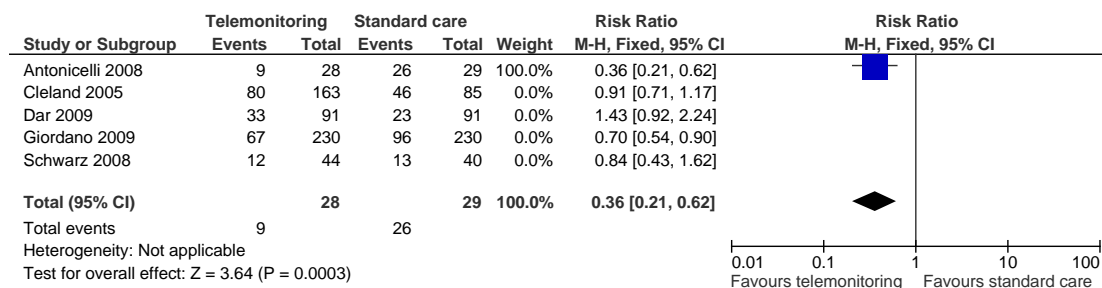 Telemonitoring Standard care Risk Ratio Risk Ratio
Study or Subgroup Events Total Events Total Weight M-H, Fixed, 95% CI M-H, Fixed, 95% CI
Antonicelli 2008 9 28 26 29 100.0% 0.36 [0.21, 0.62]
Cleland 2005 80 163 46 85 0.0% 0.91 [0.71, 1.17]
Dar 2009 33 91 23 91 0.0% 1.43 [0.92, 2.24]
Giordano 2009 67 230 96 230 0.0% 0.70 [0.54, 0.90]
Schwarz 2008 12 44 13 40 0.0% 0.84 [0.43, 1.62]
Total (95% CI) 28 29 100.0% 0.36 [0.21, 0.62]
Total events 9 26
Heterogeneity: Not applicable
Test for overall effect: Z = 3.64 (P = 0.0003)
0.01 0.1 1 10 100
Favours telemonitoring Favours standard care